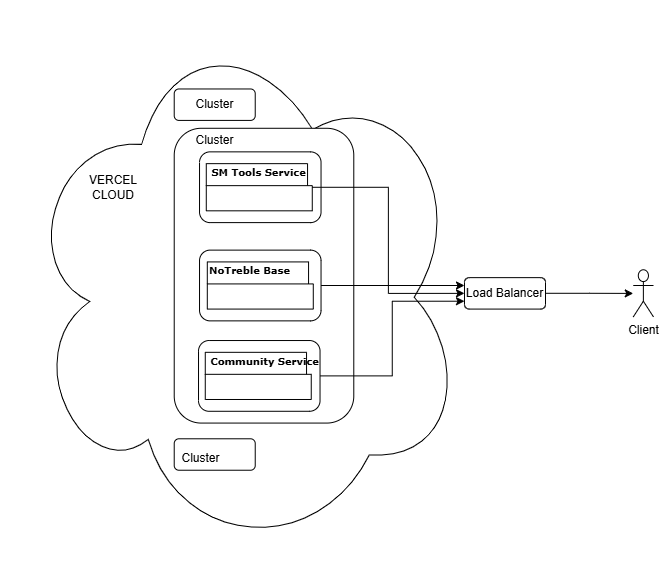 Cluster
Cluster
VERCEL
CLOUD
SM Tools Service
NoTreble Base
Community Service
Load Balancer
Client
Cluster